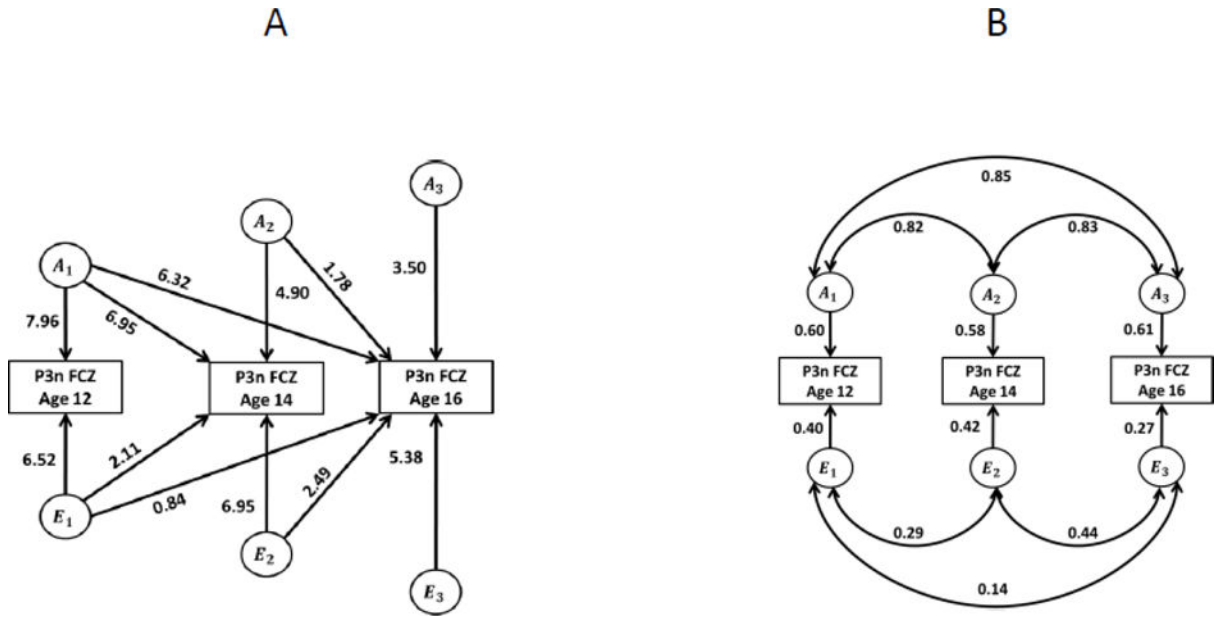 A
B
A₃
A₂
A₁
6.32
1.78
3.50
4.90
6.95
7.96
P3n FCZ
Age 12
P3n FCZ
Age 14
P3n FCZ
Age 16
6.52
2.11
0.84
6.95
2.49
5.38
E₁
E₂
E₃
0.85
0.82
0.83
A₁
A₂
A₃
0.60
0.58
0.61
P3n FCZ
Age 12
P3n FCZ
Age 14
P3n FCZ
Age 16
0.40
0.42
0.27
E₁
E₂
E₃
0.29
0.44
0.14